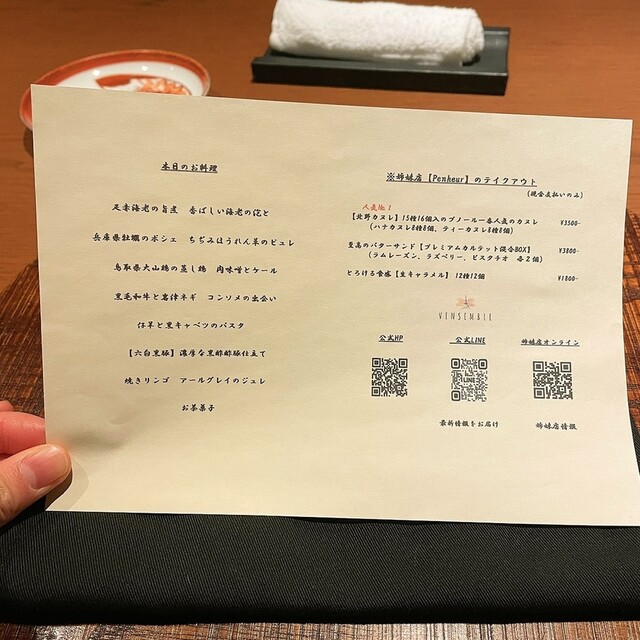 本日のお料理
足赤海老の旨煮 香ばしい海老の泡と
兵庫県牡蠣のポシェ ちぢみほうれん草のピュレ
鳥取県大山鶏の蒸し鶏 肉味噌とケール
黒毛和牛と岩津ネギ コンソメの出会い
仔羊と黒キャベツのパスタ
【六白黒豚】濃厚な黒酢酢豚仕立て
焼きリンゴ アールグレイのジュレ
お茶菓子
※姉妹店【Penheur】のテイクアウト
(現金支払いのみ)
人気No.1
【北野カヌレ】15種16個入のプノール一番人気のカヌレ ¥3500-
(ハナカヌレ8種8個、ティーカヌレ8種8個)
至高のバターサンド【プレミアムカルテット混合BOX】 ¥3800-
(ラムレーズン、ラズベリー、ピスタチオ 各2個)
とろける食感【生キャラメル】 12種12個 ¥1800-
VINSEMBLE
公式HP 公式LINE 姉妹店オンライン
LINE
最新情報をお届け 姉妹店情報